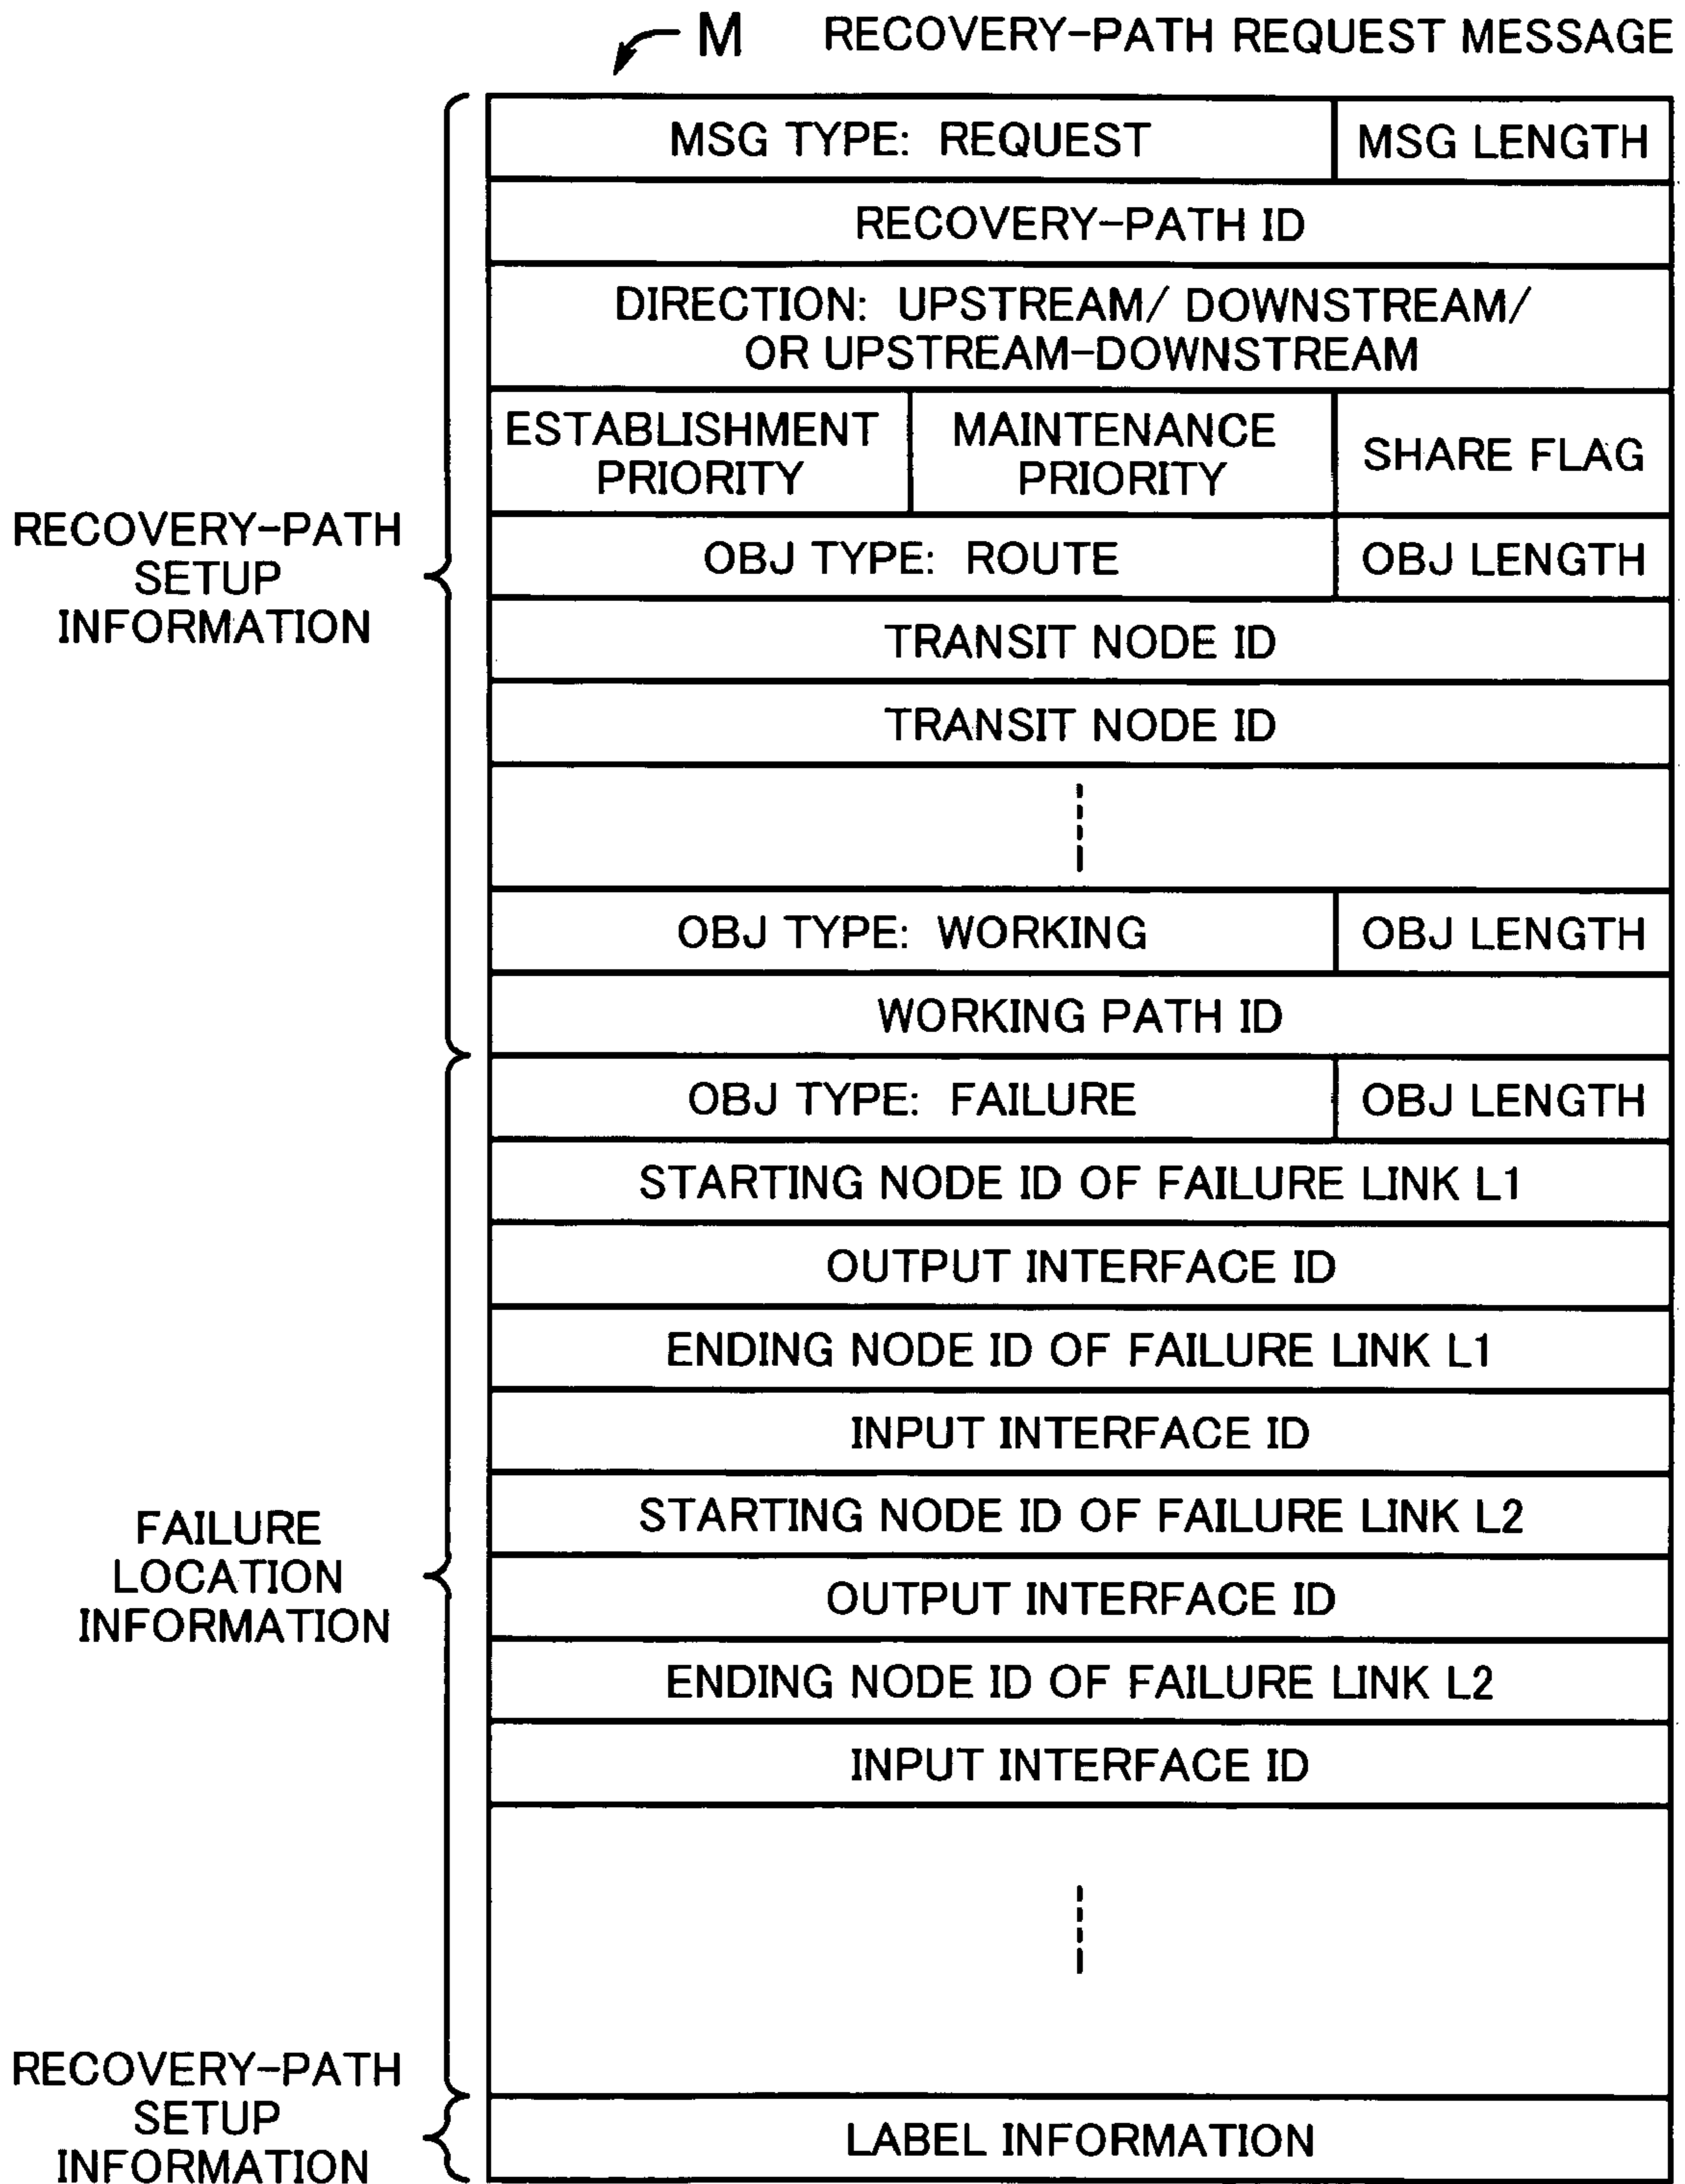 M RECOVERY-PATH REQUEST MESSAGE
MSG TYPE: REQUEST MSG LENGTH
RECOVERY-PATH ID
DIRECTION: UPSTREAM/ DOWNSTREAM/
OR UPSTREAM-DOWNSTREAM
ESTABLISHMENT
PRIORITY
MAINTENANCE
PRIORITY
SHARE FLAG
RECOVERY-PATH
SETUP
INFORMATION
OBJ TYPE: ROUTE OBJ LENGTH
TRANSIT NODE ID
TRANSIT NODE ID
OBJ TYPE: WORKING OBJ LENGTH
WORKING PATH ID
OBJ TYPE: FAILURE OBJ LENGTH
STARTING NODE ID OF FAILURE LINK L1
OUTPUT INTERFACE ID
ENDING NODE ID OF FAILURE LINK L1
INPUT INTERFACE ID
STARTING NODE ID OF FAILURE LINK L2
FAILURE
LOCATION
INFORMATION
OUTPUT INTERFACE ID
ENDING NODE ID OF FAILURE LINK L2
INPUT INTERFACE ID
RECOVERY-PATH
SETUP
INFORMATION
LABEL INFORMATION